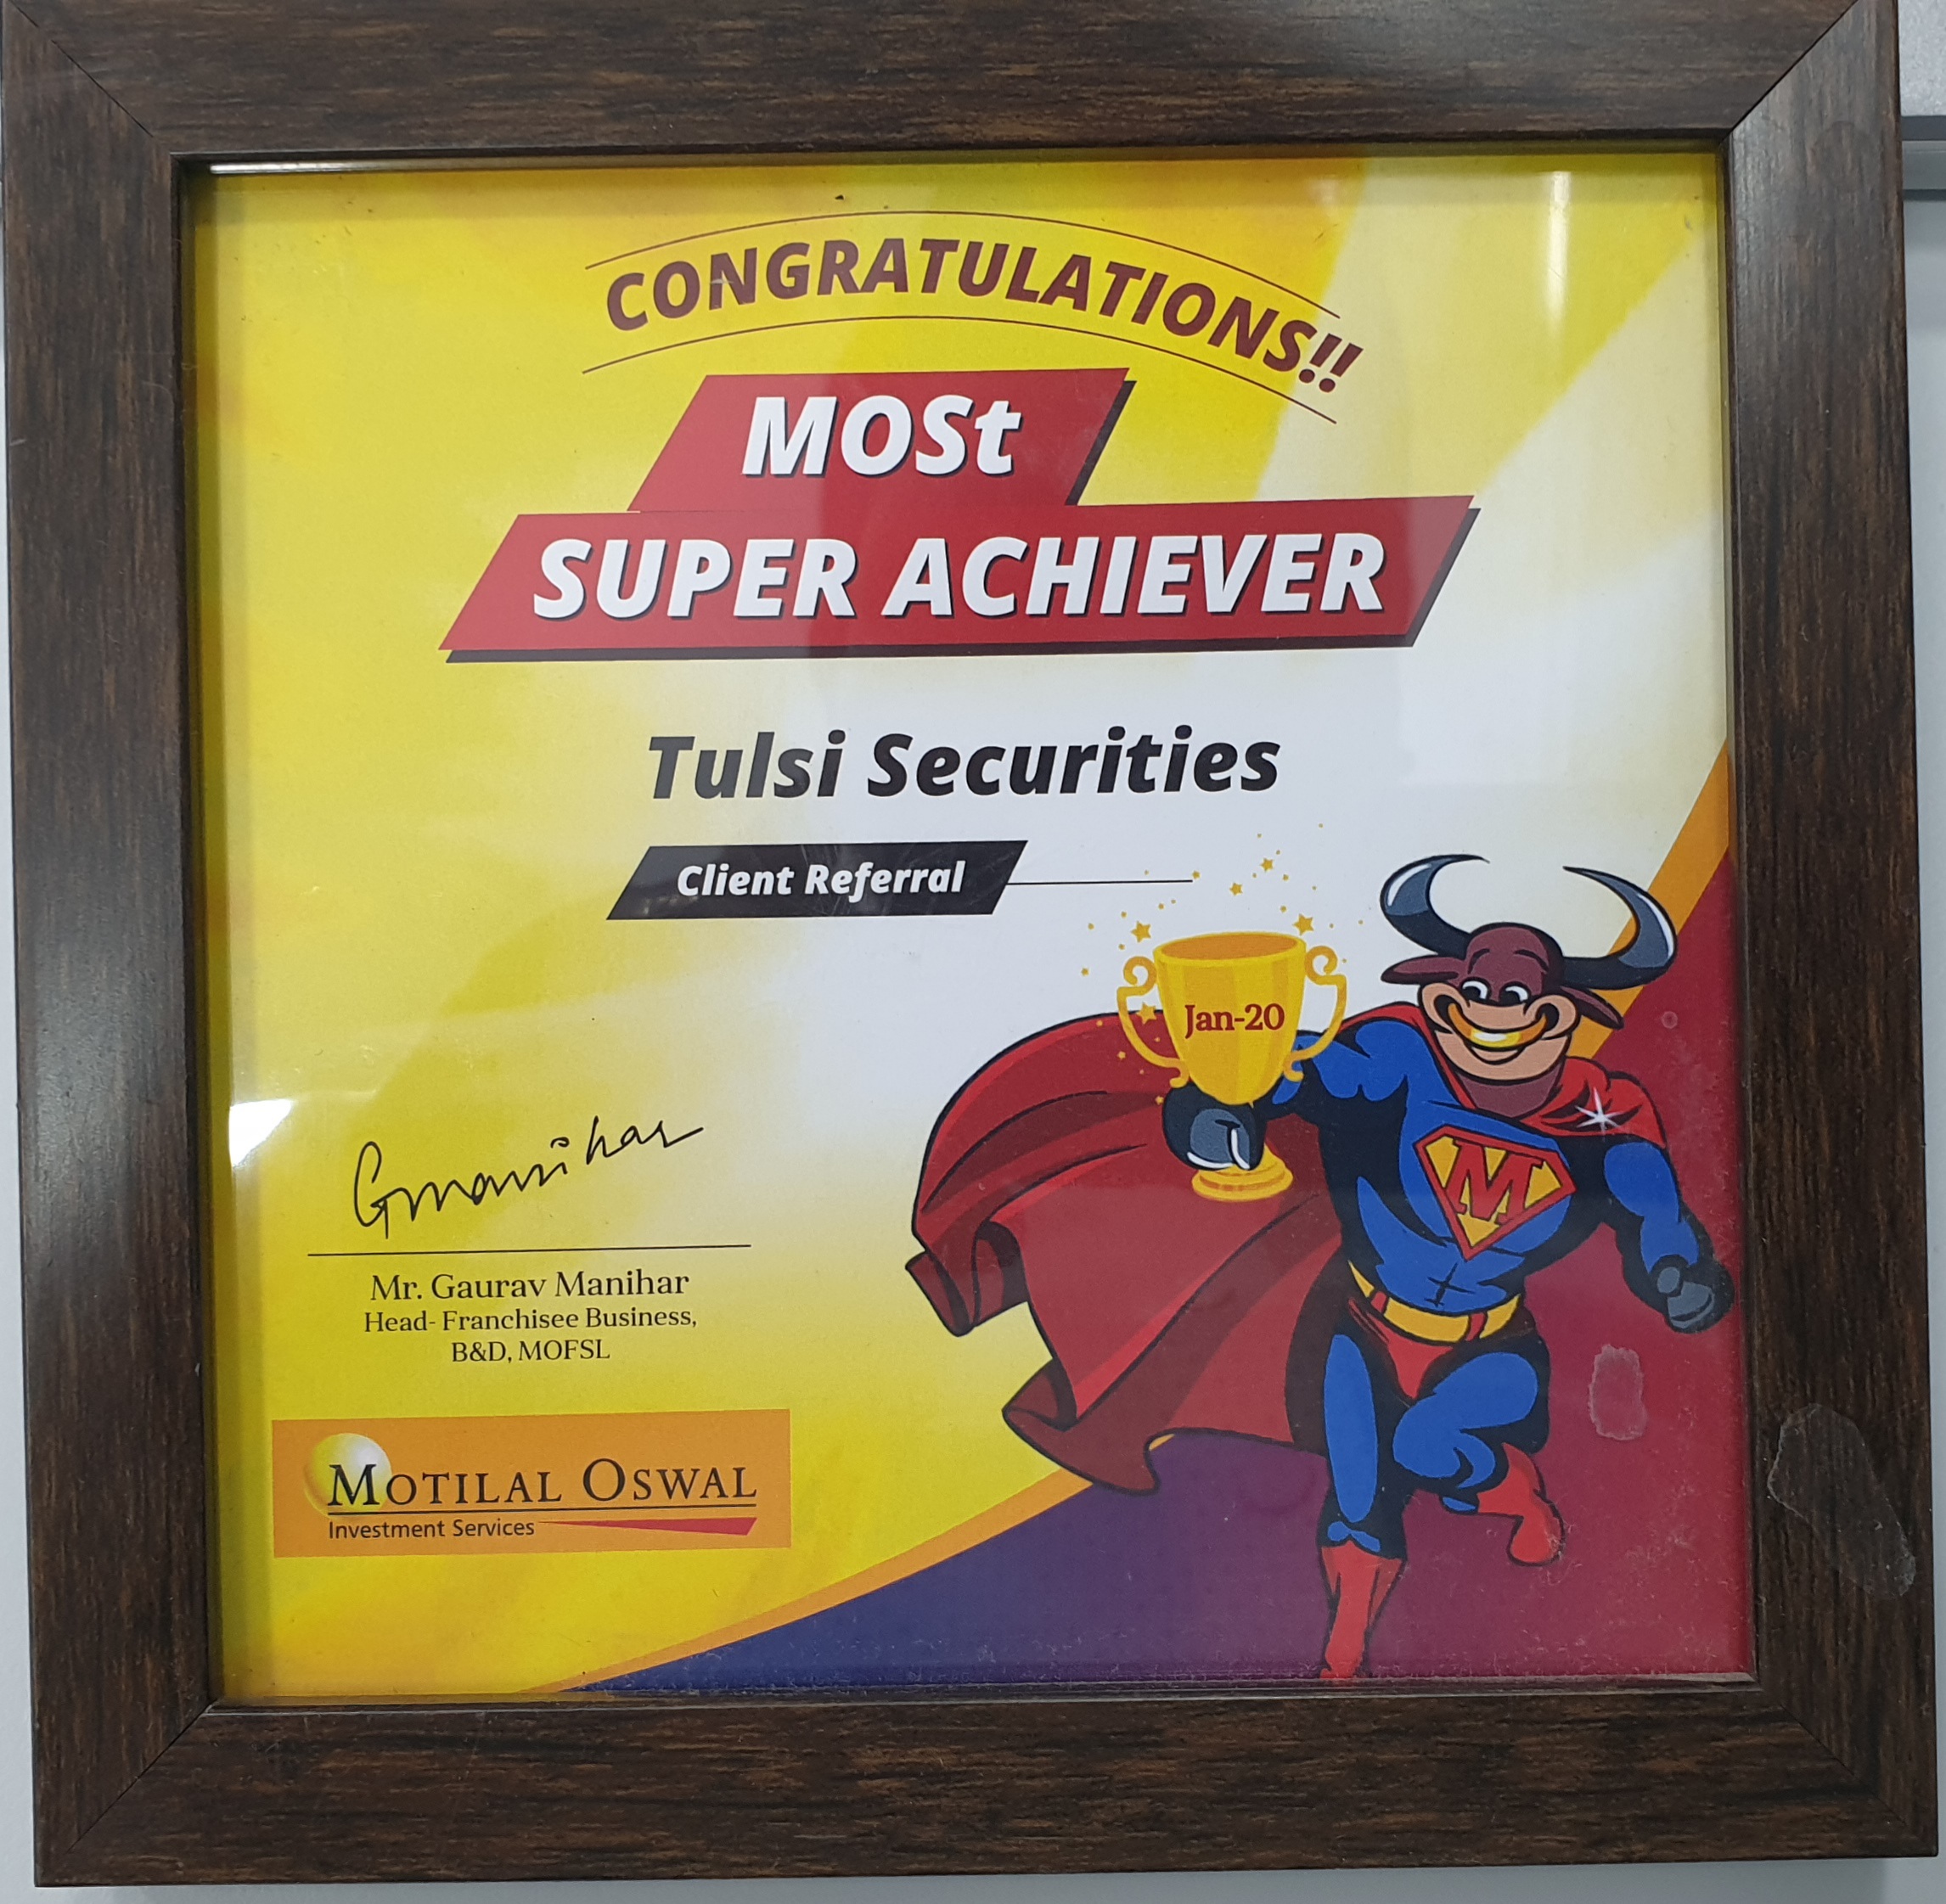 CONGRATULATIONS!!
MOSt
SUPER ACHIEVER
Tulsi Securities
Client Referral
Jan-20
M
Gmanihar
Mr. Gaurav Manihar
Head- Franchisee Business,
B&D, MOFSL
MOTILAL OSWAL
Investment Services